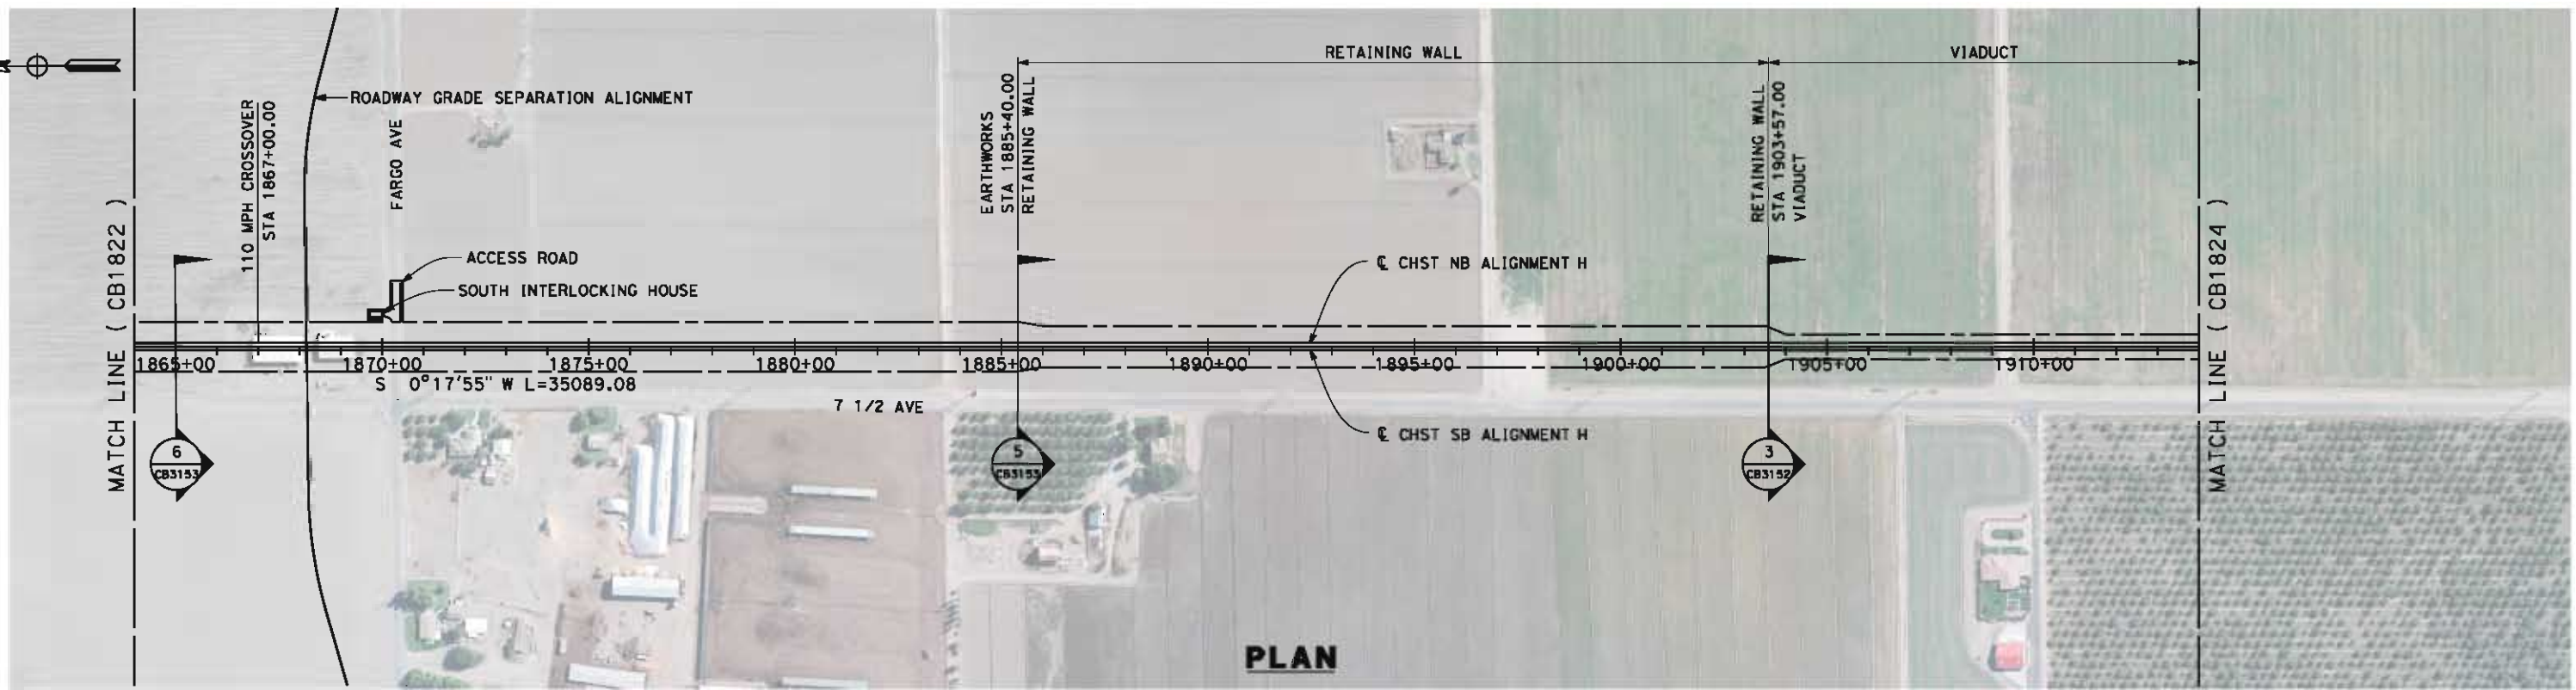 RETAINING WALL
VIADUCT
ROADWAY GRADE SEPARATION ALIGNMENT
110 MPH CROSSOVER
STA 1867+00.00
FARGO AVE
EARTHWORKS
STA 1885+40.00
RETAINING WALL
RETAINING WALL
STA 1903+57.00
VIADUCT
MATCH LINE ( CB1822 )
ACCESS ROAD
SOUTH INTERLOCKING HOUSE
℄ CHST NB ALIGNMENT H
MATCH LINE ( CB1824 )
1865+00 1870+00 1875+00 1880+00 1885+00 1890+00 1895+00 1900+00 1905+00 1910+00
S 0°17'55" W L=35089.08
7 1/2 AVE
℄ CHST SB ALIGNMENT H
6
CB3153
5
CB3153
3
CB3152
PLAN